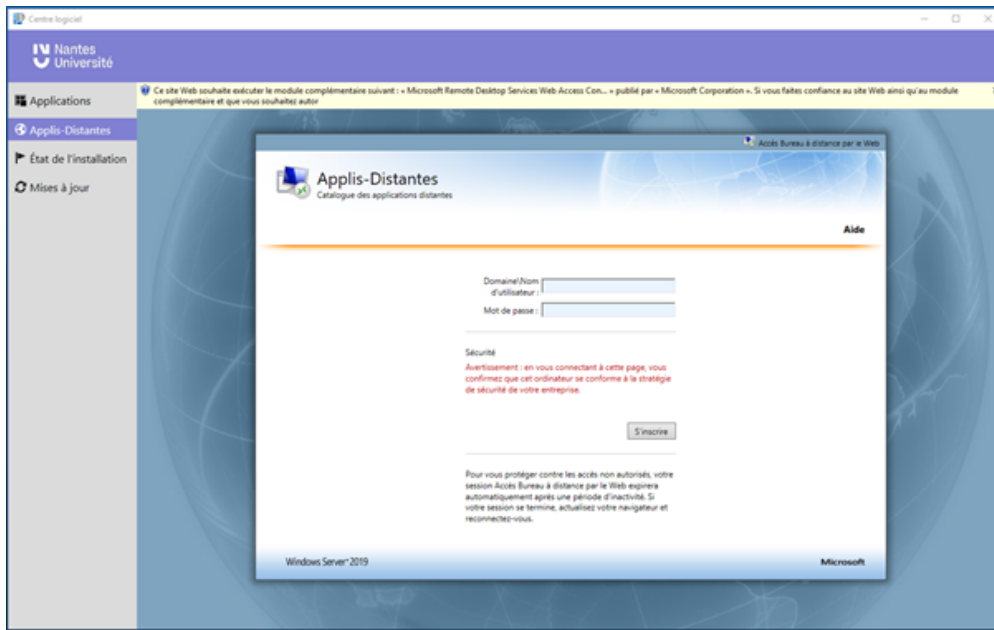 Centre logiciel
Nantes
Université
Applications
Applis-Distantes
État de l'installation
Mises à jour
Ce site Web souhaite exécuter le module complémentaire suivant : « Microsoft Remote Desktop Services Web Access Con... » publié par « Microsoft Corporation ». Si vous faites confiance au site Web ainsi qu'au module
complémentaire et que vous souhaitez autor
Accès Bureau à distance par le Web
Applis-Distantes
Catalogue des applications distantes
Aide
Domaine\Nom
d'utilisateur :
Mot de passe :
Sécurité
Avertissement : en vous connectant à cette page, vous
confirmez que cet ordinateur se conforme à la stratégie
de sécurité de votre entreprise.
S'inscrire
Pour vous protéger contre les accès non autorisés, votre
session Accès Bureau à distance par le Web expirera
automatiquement après une période d'inactivité. Si
votre session se termine, actualisez votre navigateur et
reconnectez-vous.
Windows Server 2019
Microsoft